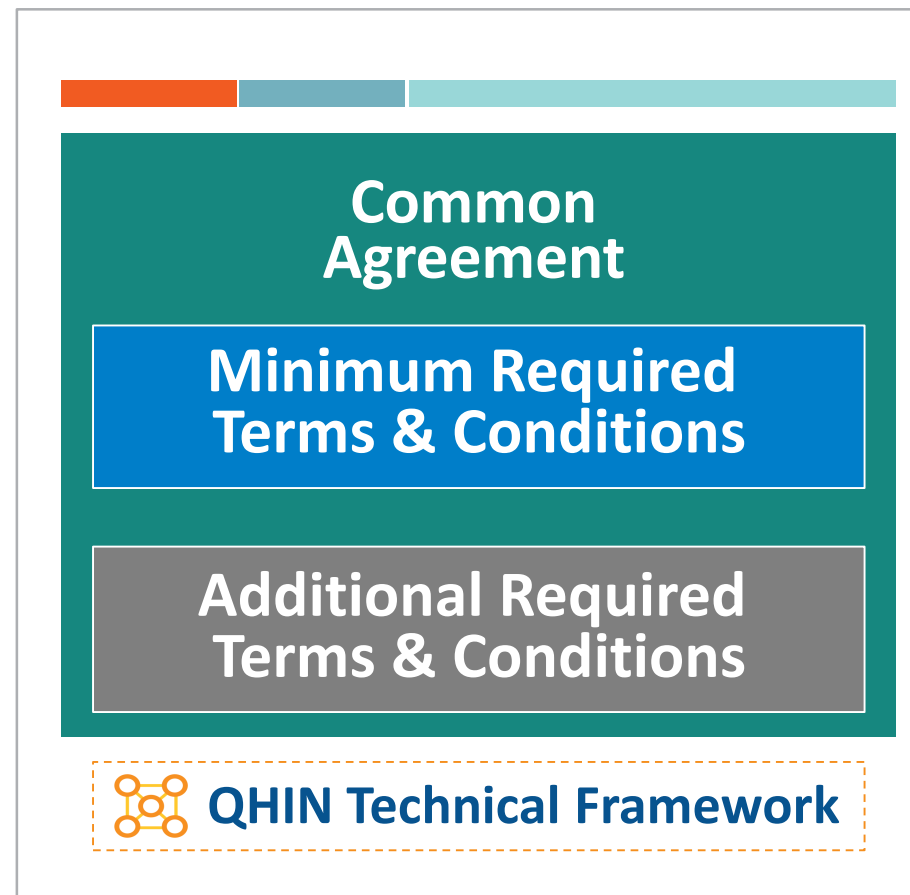 Common
Agreement
Minimum Required
Terms & Conditions
Additional Required
Terms & Conditions
QHIN Technical Framework